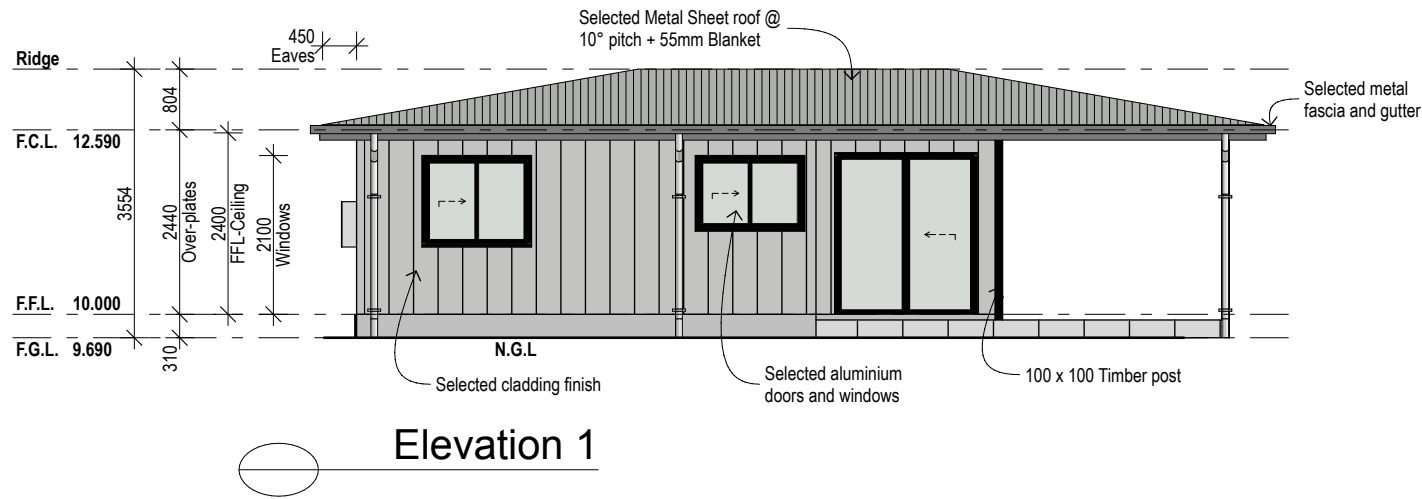 Selected Metal Sheet roof @
10° pitch + 55mm Blanket
450
Eaves
Ridge
Selected metal
fascia and gutter
804
F.C.L. 12.590
3554
2440
Over-plates
2400
FFL-Ceiling
2100
Windows
F.F.L. 10.000
F.G.L. 9.690
310
N.G.L
Selected cladding finish
Selected aluminium
doors and windows
100 x 100 Timber post
Elevation 1